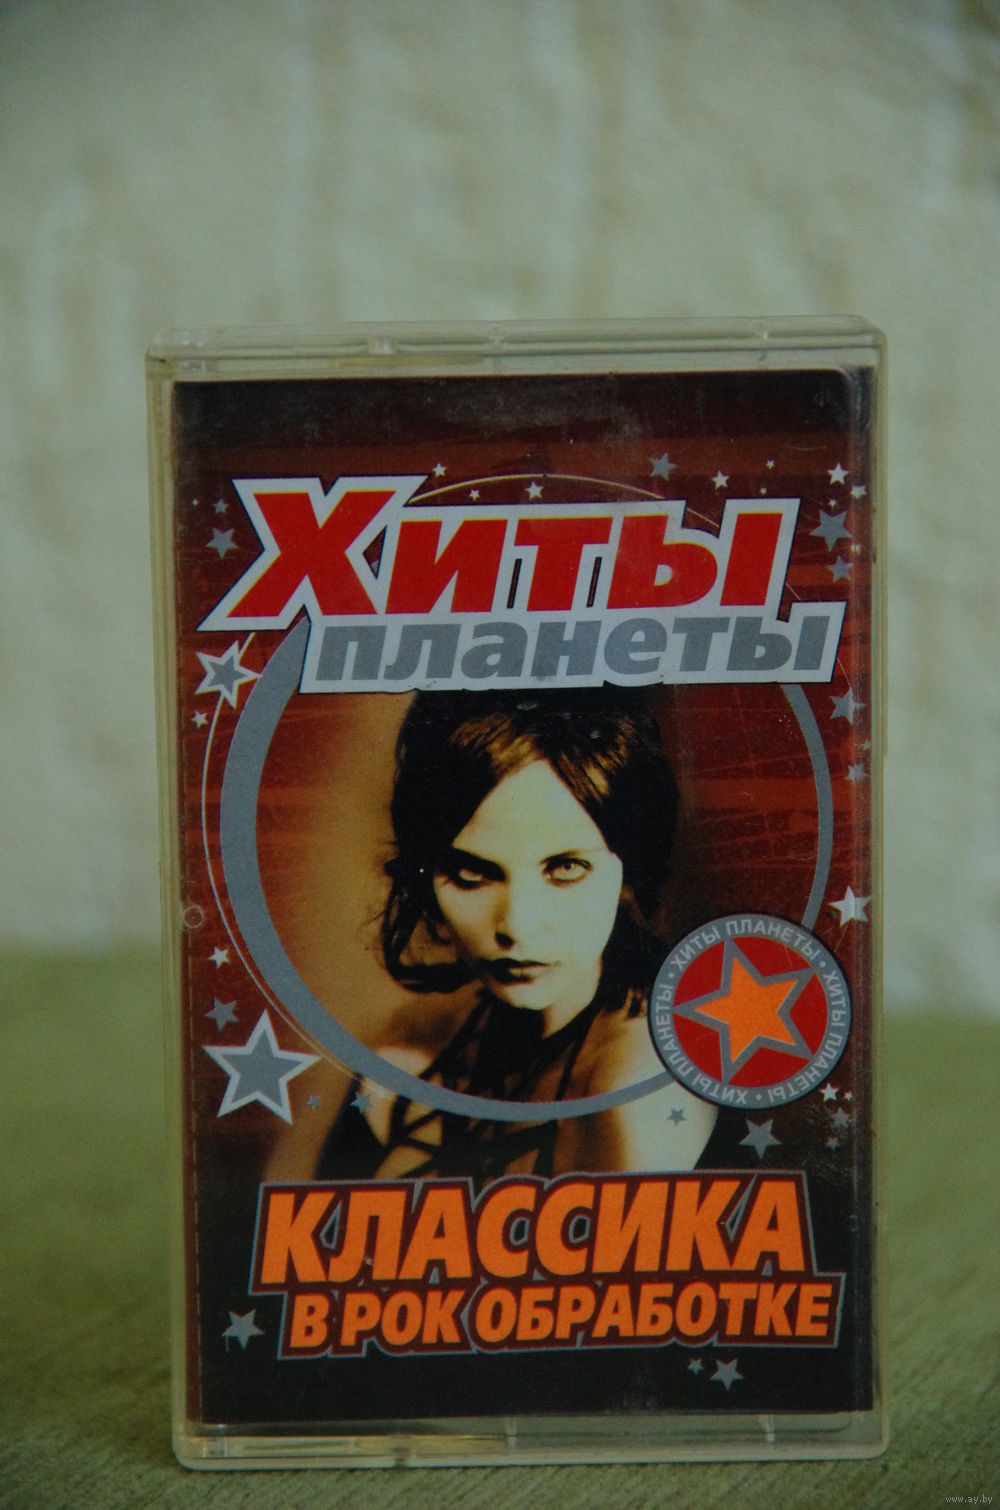 Хиты
планеты
ХИТЫ ПЛАНЕТЫ • ХИТЫ ПЛАНЕТЫ • ХИТЫ ПЛАНЕТЫ •
КЛАССИКА
В РОК ОБРАБОТКЕ
www.ay.by